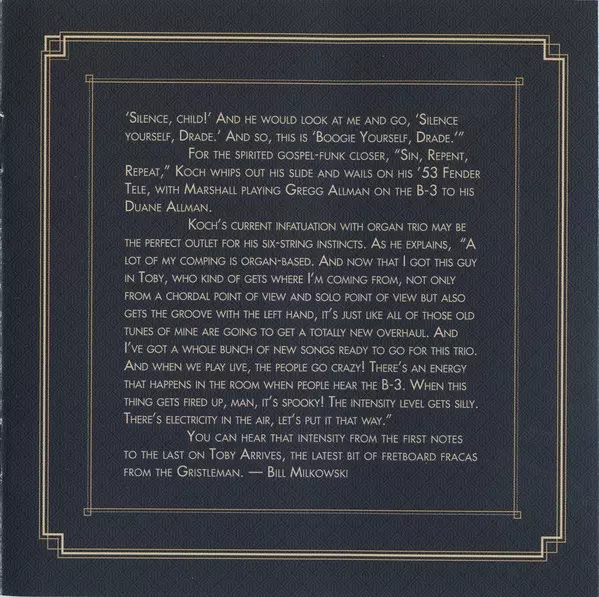 ‘Silence, child!’ And he would look at me and go, ‘Silence
yourself, Drade.’ And so, this is ‘Boogie Yourself, Drade.’”
For the spirited gospel-funk closer, “Sin, Repent,
Repeat,” Koch whips out his slide and wails on his ’53 Fender
Tele, with Marshall playing Gregg Allman on the B-3 to his
Duane Allman.
Koch’s current infatuation with organ trio may be
the perfect outlet for his six-string instincts. As he explains, “A
lot of my comping is organ-based. And now that I got this guy
in Toby, who kind of gets where I’m coming from, not only
from a chordal point of view and solo point of view but also
gets the groove with the left hand, it’s just like all of those old
tunes of mine are going to get a totally new overhaul. And
I’ve got a whole bunch of new songs ready to go for this trio.
And when we play live, the people go crazy! There’s an energy
that happens in the room when people hear the B-3. When this
thing gets fired up, man, it’s spooky! The intensity level gets silly.
There’s electricity in the air, let’s put it that way.”
You can hear that intensity from the first notes
to the last on Toby Arrives, the latest bit of fretboard fracas
from the Gristleman. — Bill Milkowski